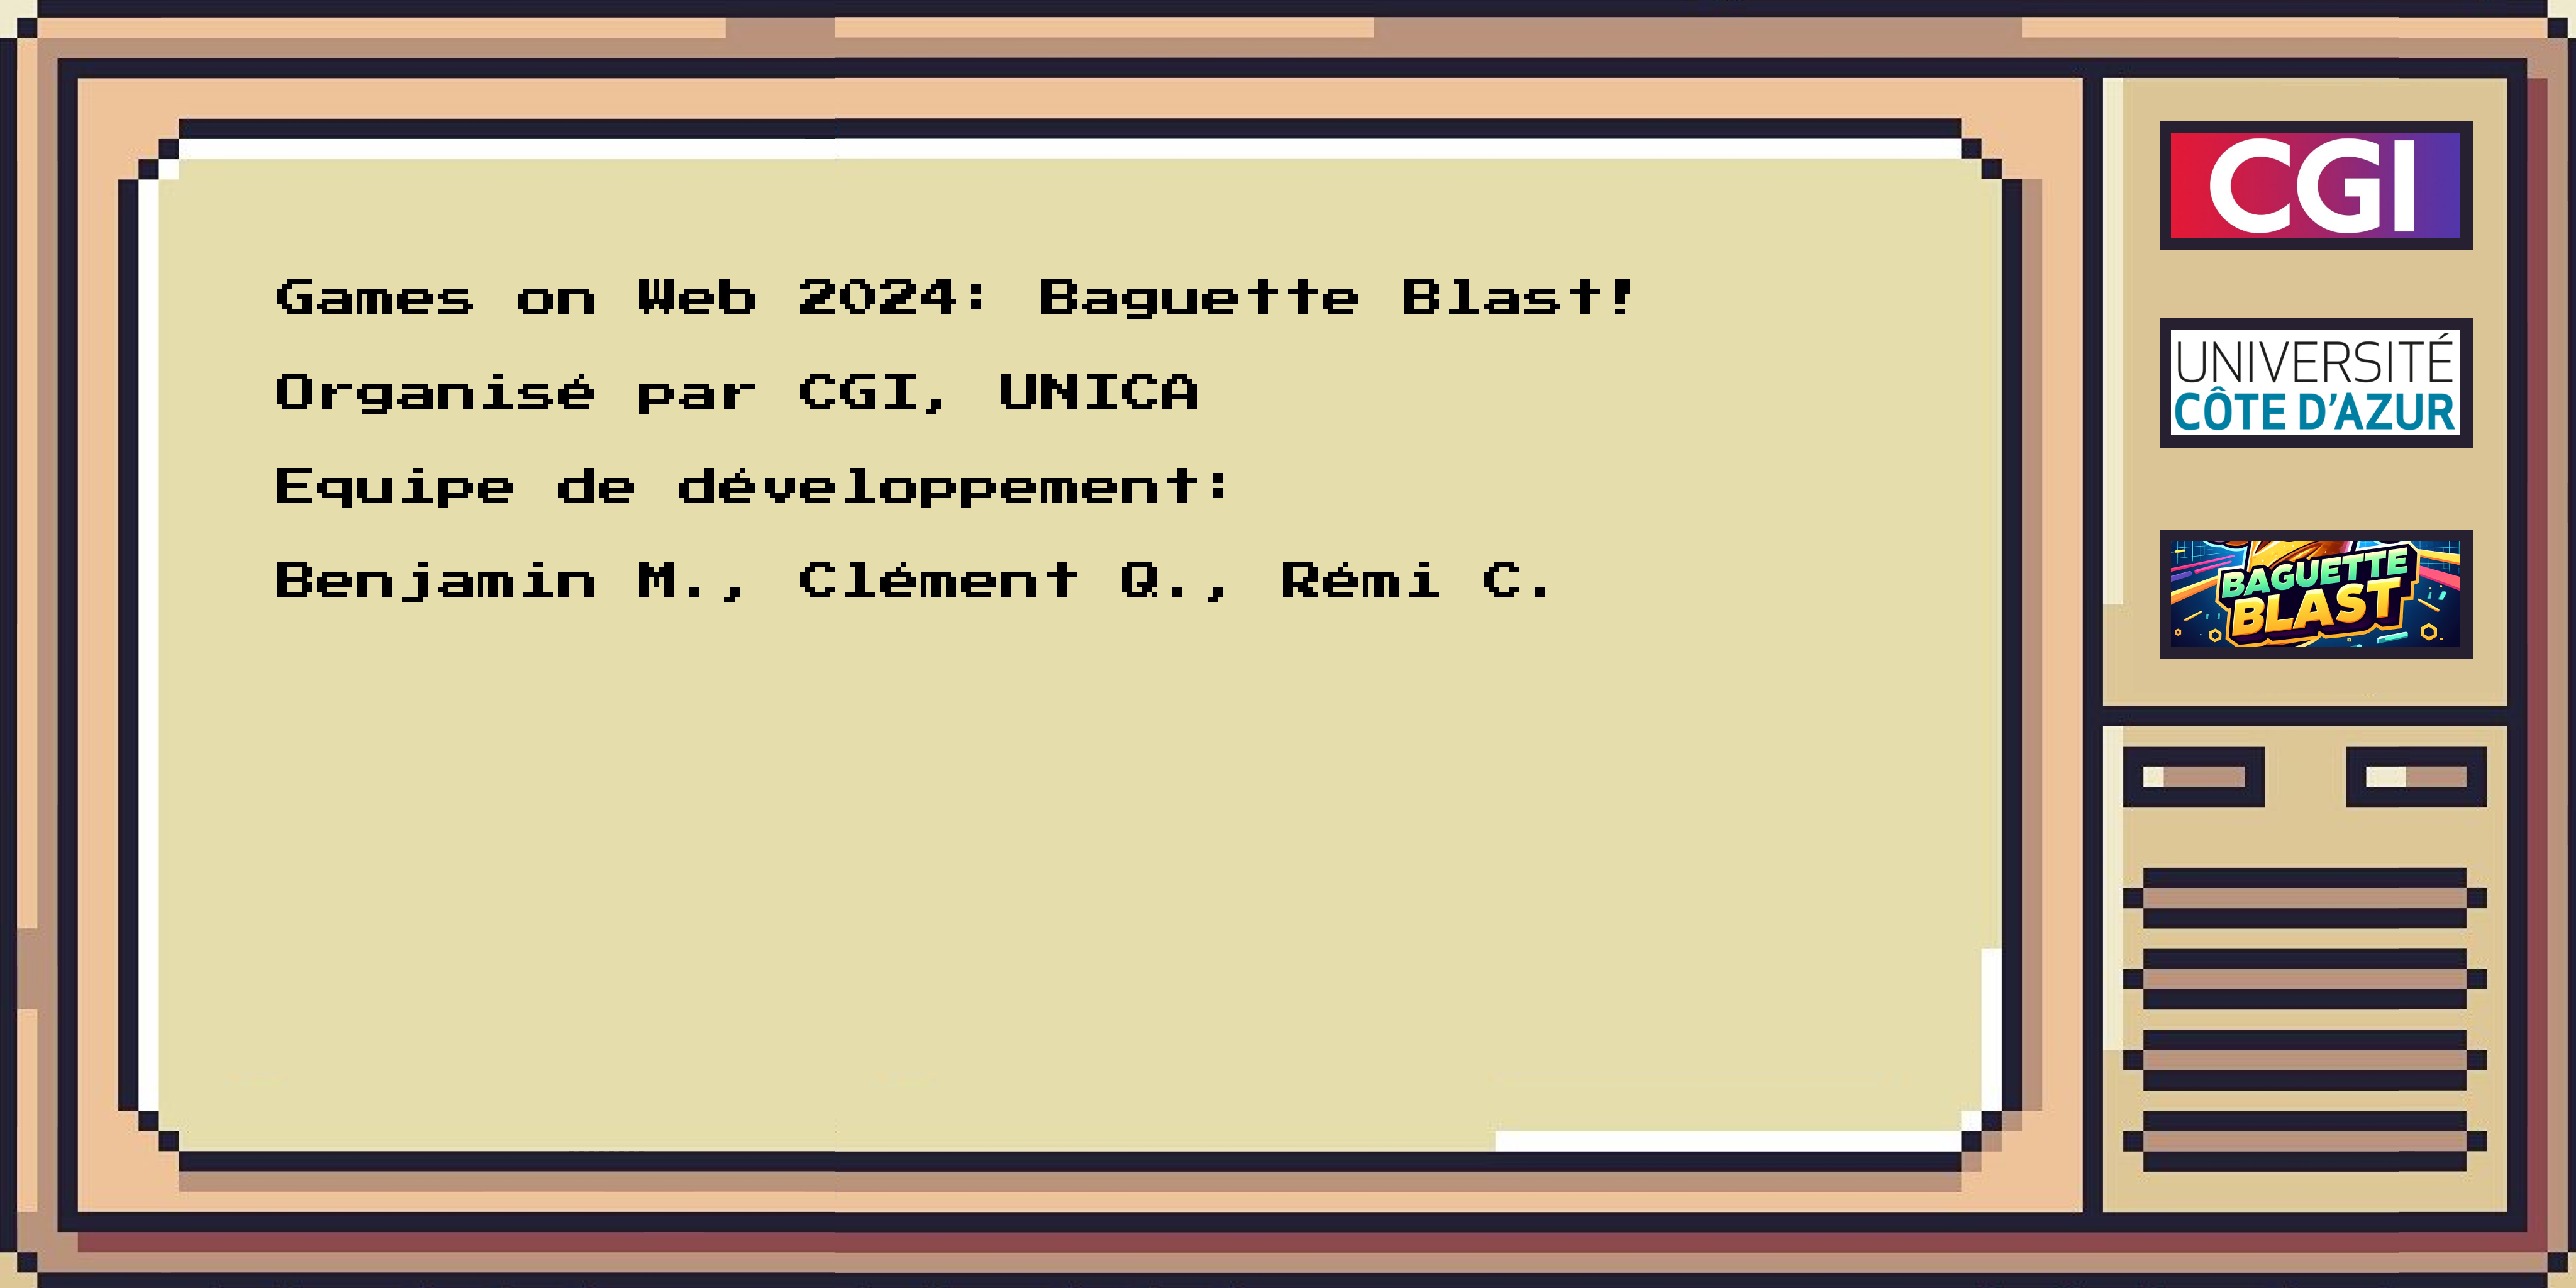 Games on Web 2024: Baguette Blast!
Organisé par CGI, UNICA
Equipe de développement:
Benjamin M., Clément Q., Rémi C.
CGI
UNIVERSITÉ
CÔTE D'AZUR
BAGUETTE
BLAST